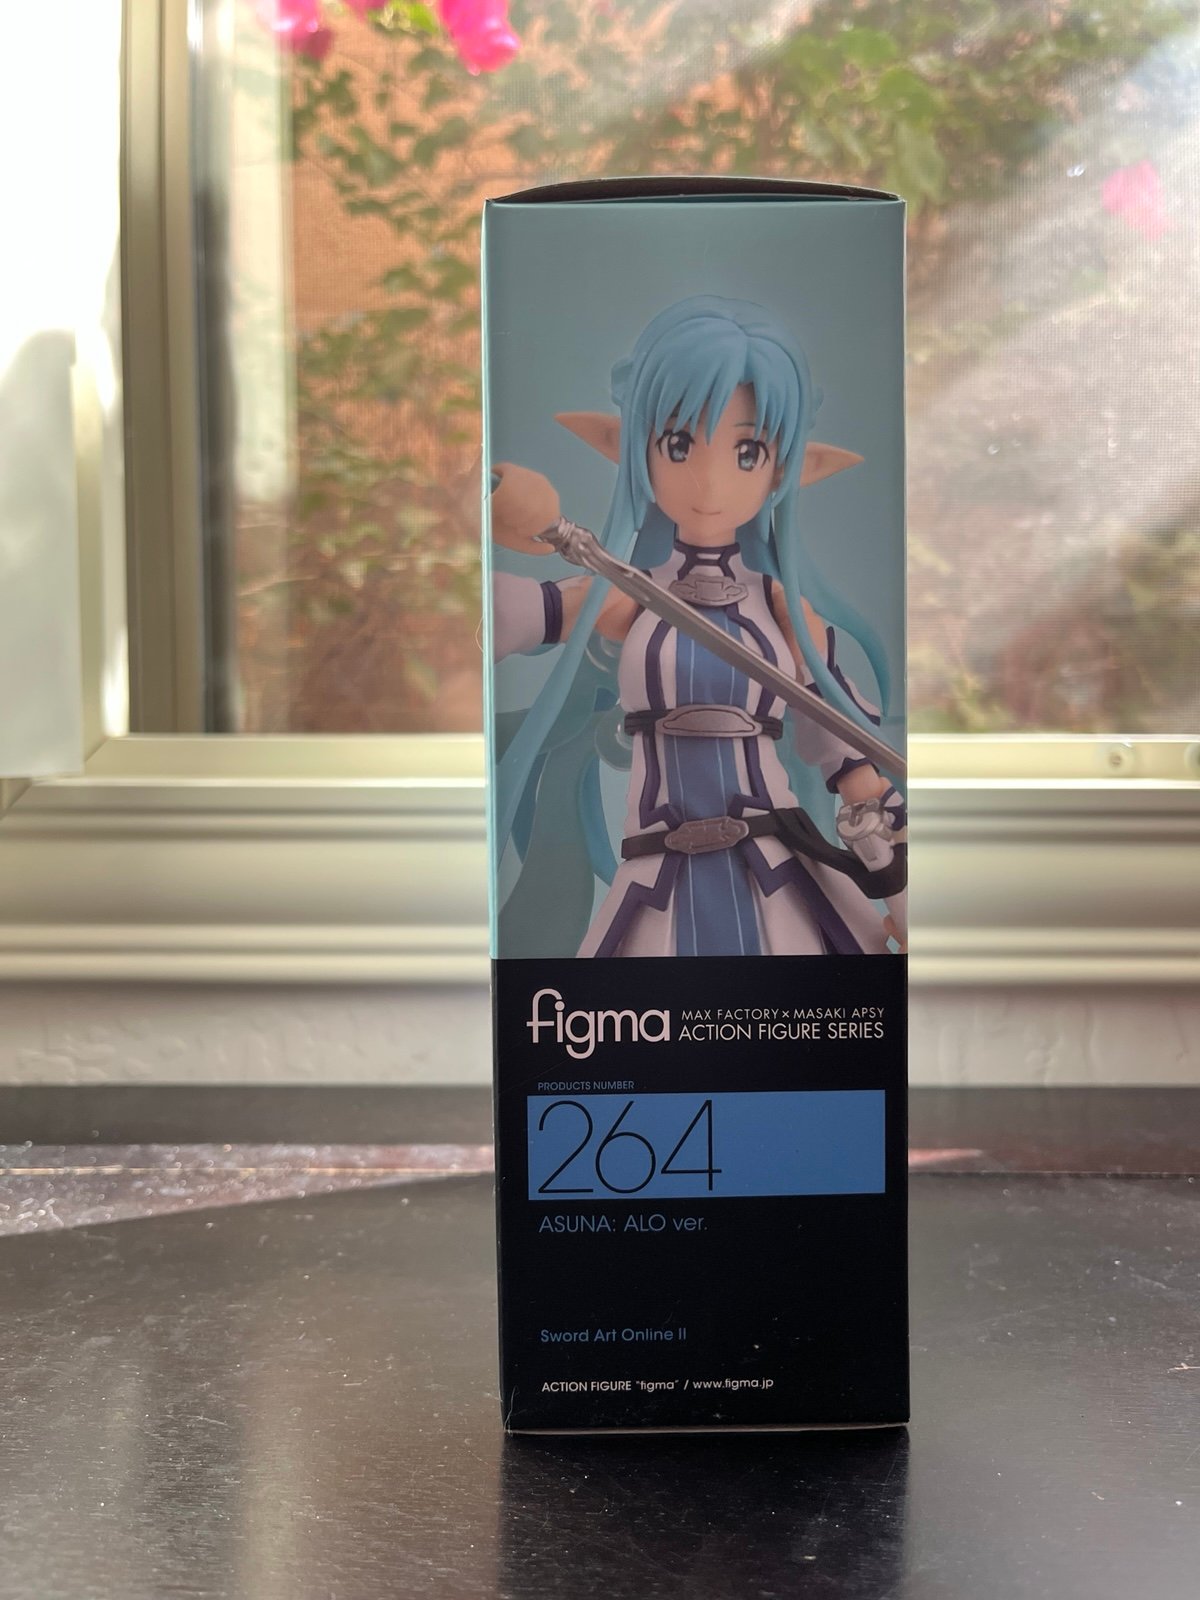 figma
MAX FACTORY × MASAKI APSY
ACTION FIGURE SERIES
PRODUCTS NUMBER
264
ASUNA: ALO ver.
Sword Art Online II
ACTION FIGURE "figma" / www.figma.jp